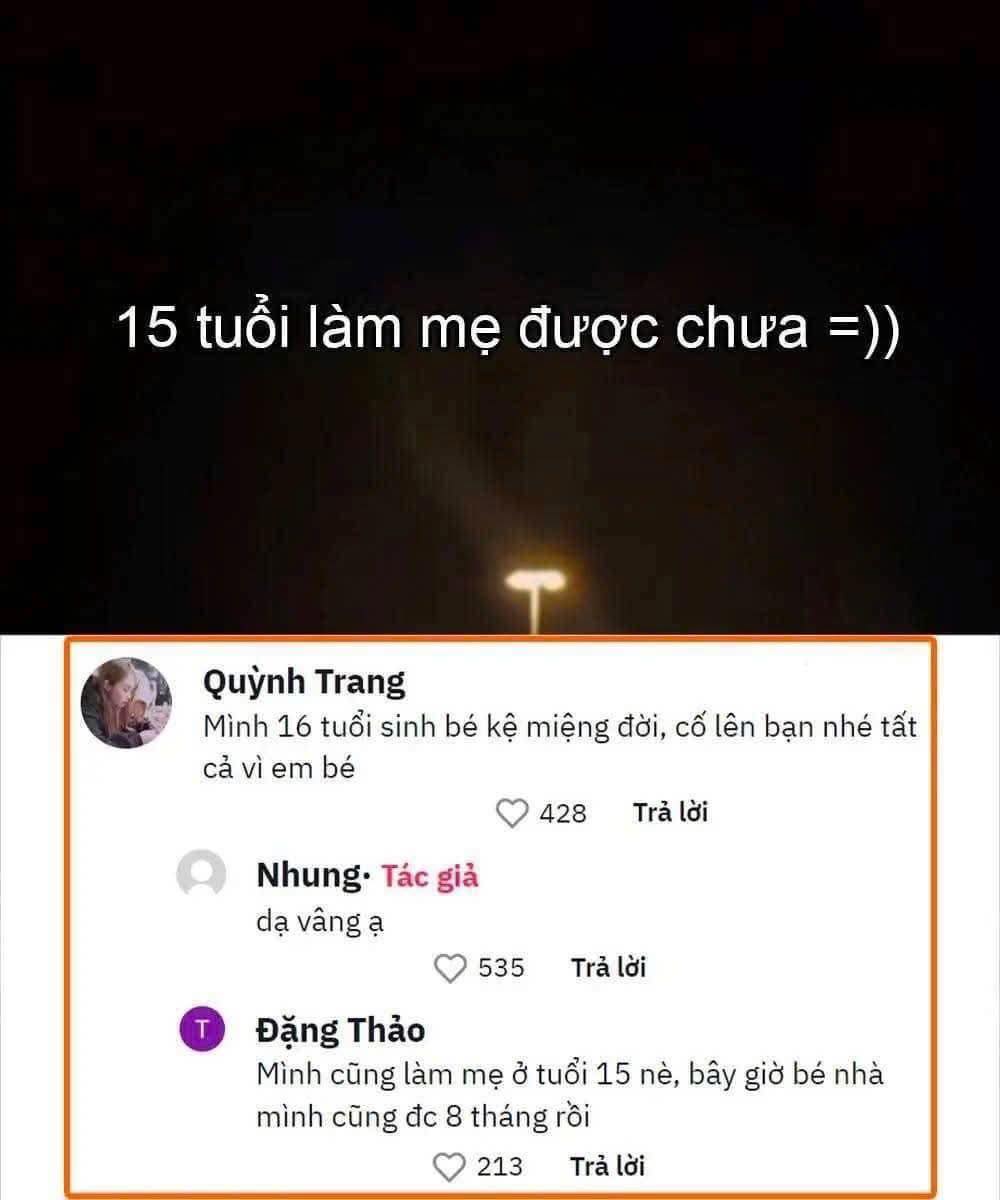 15 tuổi làm mẹ được chưa =))
Quỳnh Trang
Mình 16 tuổi sinh bé kệ miệng đời, cố lên bạn nhé tất
cả vì em bé
428 Trả lời
Nhung· Tác giả
dạ vâng ạ
535 Trả lời
T
Đặng Thảo
Mình cũng làm mẹ ở tuổi 15 nè, bây giờ bé nhà
mình cũng đc 8 tháng rồi
213 Trả lời